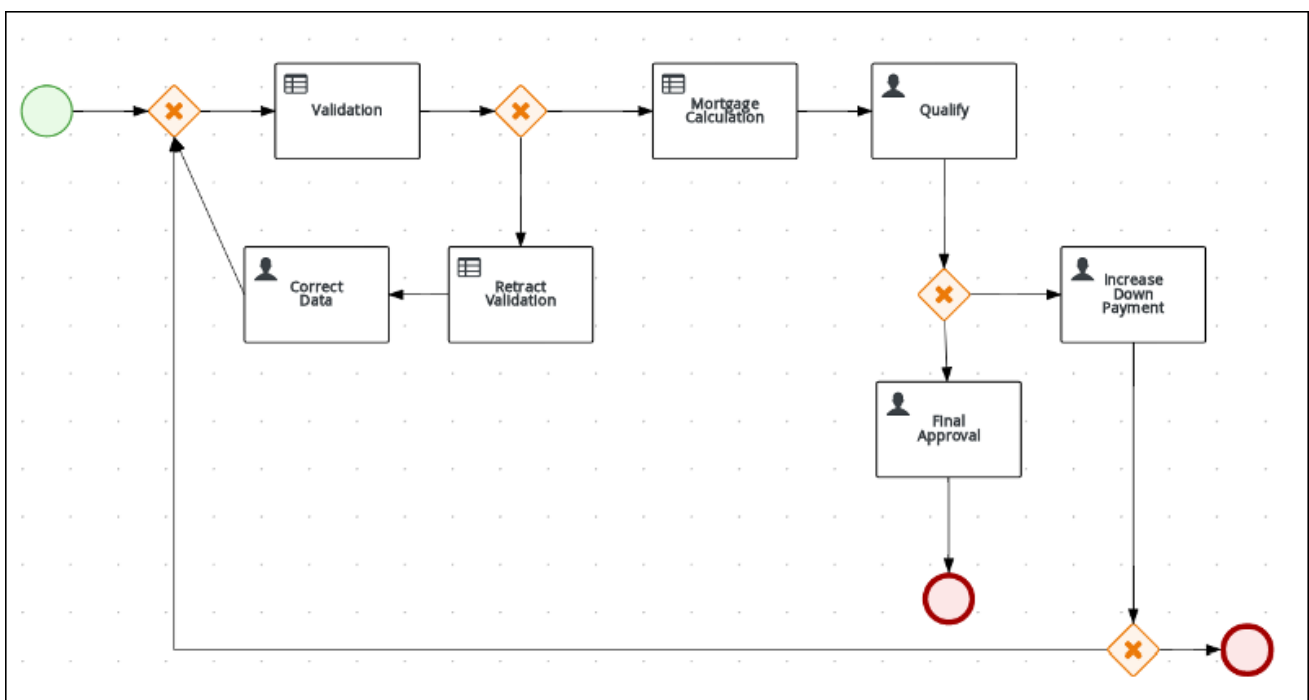 Validation
Mortgage
Calculation
Qualify
Correct
Data
Retract
Validation
Increase
Down
Payment
Final
Approval